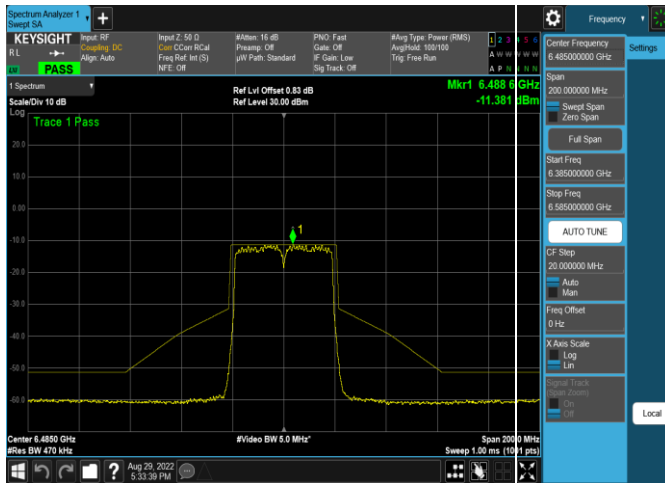 Spectrum Analyzer 1
Swept SA
+
Frequency
KEYSIGHT
R L
PASS
Input: RF
Coupling: DC
Align: Auto
Input Z: 50 Ω
Corr CCorr RCal
Freq Ref: Int (S)
NFE: Off
#Atten: 16 dB
Preamp: Off
µW Path: Standard
PNO: Fast
Gate: Off
IF Gain: Low
Sig Track: Off
#Avg Type: Power (RMS)
Avg|Hold: 100/100
Trig: Free Run
1 2 3 4 5 6
A W W W W W
A P N N N N
1 Spectrum
Scale/Div 10 dB
Log
Ref Lvl Offset 0.83 dB
Ref Level 30.00 dBm
Mkr1 6.488 6 GHz
-11.381 dBm
Trace 1 Pass
20.0
10.0
0.00
-10.0
-20.0
-30.0
-40.0
-50.0
-60.0
1
Center 6.4850 GHz
#Res BW 470 kHz
#Video BW 5.0 MHz*
Span 200.0 MHz
Sweep 1.00 ms (1001 pts)
Aug 29, 2022
5:33:39 PM
?
Center Frequency
6.485000000 GHz
Settings
Span
200.000000 MHz
Swept Span
Zero Span
Full Span
Start Freq
6.385000000 GHz
Stop Freq
6.585000000 GHz
AUTO TUNE
CF Step
20.000000 MHz
Auto
Man
Freq Offset
0 Hz
X Axis Scale
Log
Lin
Signal Track
(Span Zoom)
On
Off
Local